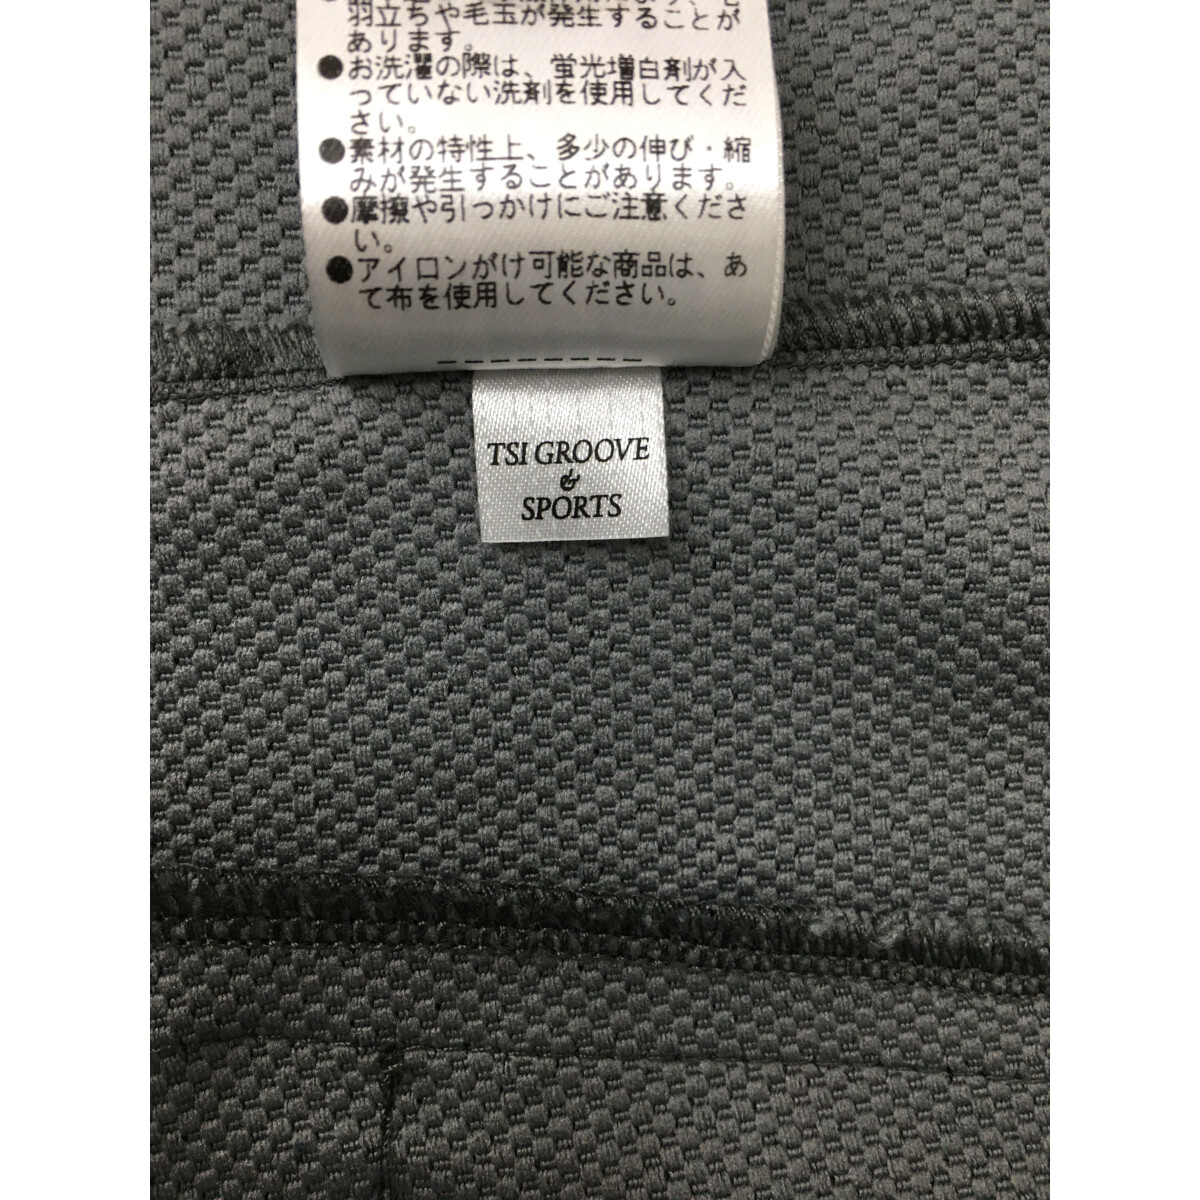 羽立ちや毛玉が発生することが
あります。
●お洗濯の際は、蛍光増白剤が入
っていない洗剤を使用してくだ
さい。
●素材の特性上、多少の伸び・縮
みが発生することがあります。
●摩擦や引っかけにご注意くださ
い。
●アイロンがけ可能な商品は、あ
て布を使用してください。
TSI GROOVE
&
SPORTS